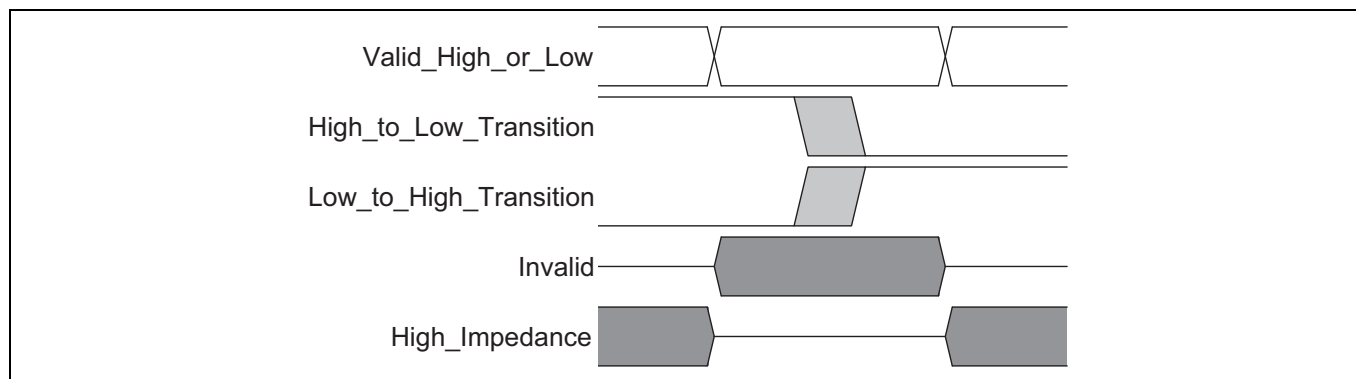 Valid_High_or_Low
High_to_Low_Transition
Low_to_High_Transition
Invalid
High_Impedance